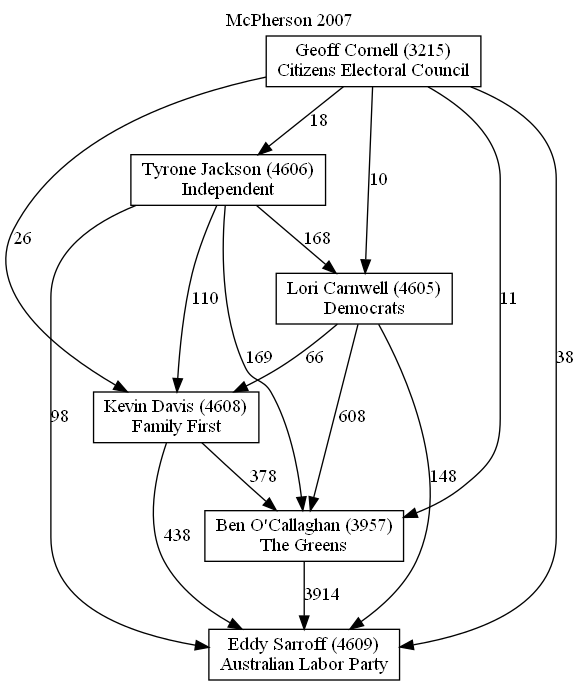 McPherson 2007
Geoff Cornell (3215)
Citizens Electoral Council
18
Tyrone Jackson (4606)
Independent
10
26
110
168
Lori Carnwell (4605)
Democrats
11
98
169
66
38
Kevin Davis (4608)
Family First
608
378
148
Ben O'Callaghan (3957)
The Greens
438
3914
Eddy Sarroff (4609)
Australian Labor Party